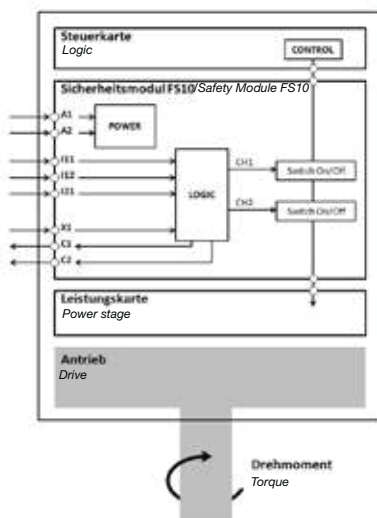 Steuerkarte
Logic
CONTROL
Sicherheitsmodul FS10/Safety Module FS10
A1
A2
POWER
I11
I12
I21
LOGIC
CH1
Switch On/Off
CH2
Switch On/Off
X1
C1
C2
Leistungskarte
Power stage
Antrieb
Drive
Drehmoment
Torque